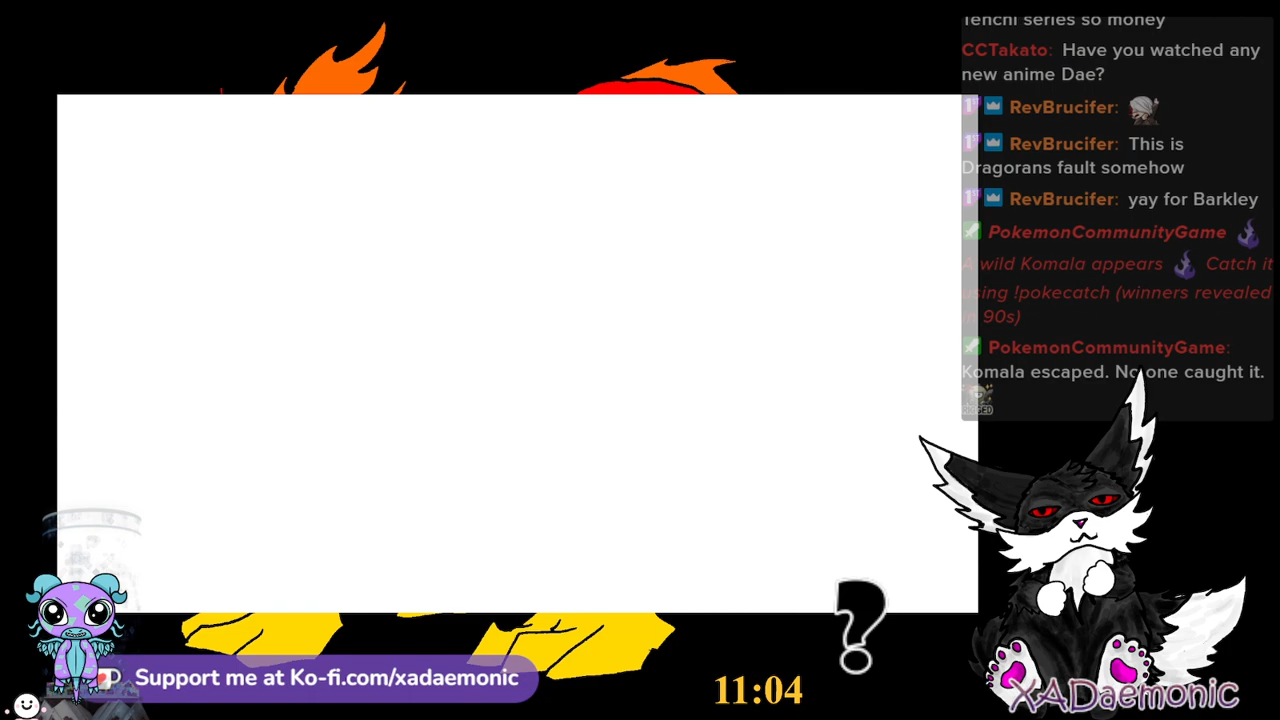 Tenchi series so money
CCTakato: Have you watched any
new anime Dae?
RevBrucifer:
RevBrucifer: This is
Dragorans fault somehow
RevBrucifer: yay for Barkley
PokemonCommunityGame
A wild Komala appears Catch it
using !pokecatch (winners revealed
in 90s)
PokemonCommunityGame:
Komala escaped. No one caught it.
?
Support me at Ko-fi.com/xadaemonic
11:04
XADaemonic